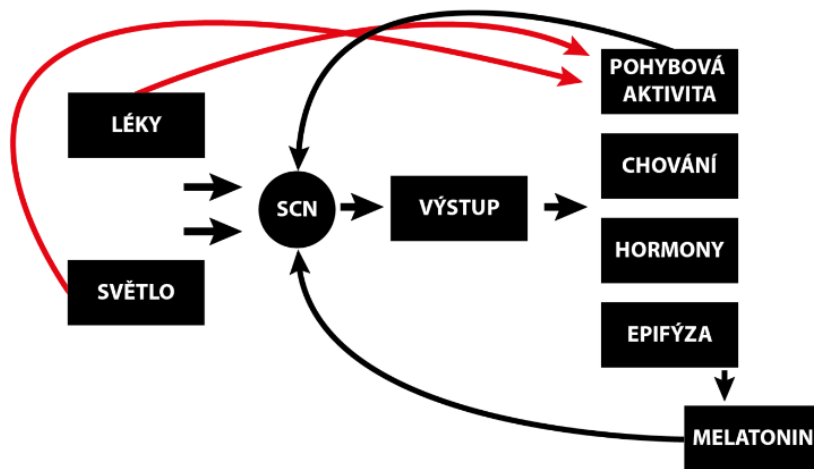 LÉKY
SVĚTLO
SCN
VÝSTUP
POHYBOVÁ
AKTIVITA
CHOVÁNÍ
HORMONY
EPIFÝZA
MELATONIN